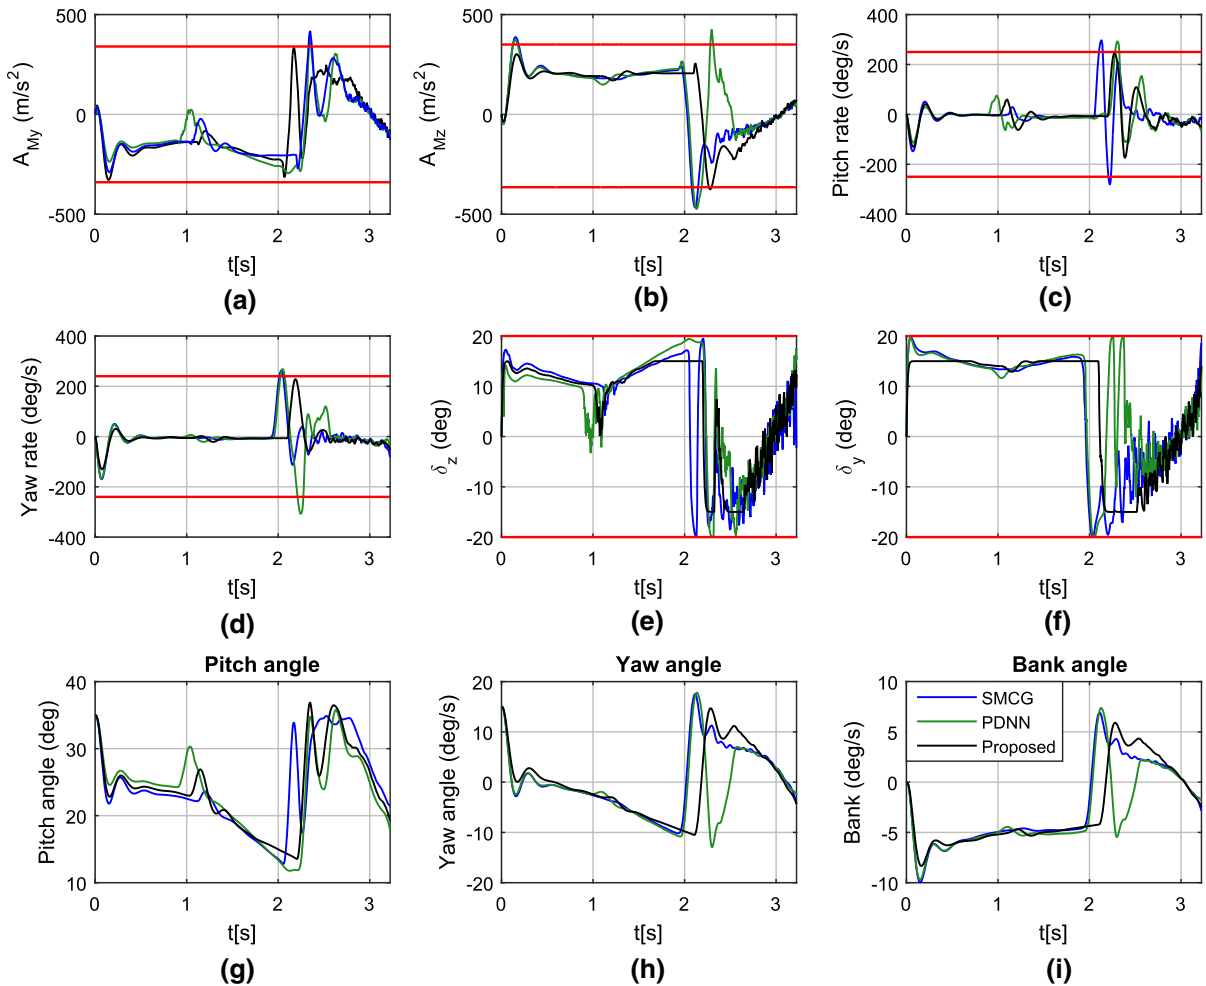 500
0
-500
A_My (m/s²)
0 1 2 3
t[s]
(a)
500
0
-500
A_Mz (m/s²)
0 1 2 3
t[s]
(b)
400
200
0
-200
-400
Pitch rate (deg/s)
0 1 2 3
t[s]
(c)
400
200
0
-200
-400
Yaw rate (deg/s)
0 1 2 3
t[s]
(d)
20
10
0
-10
-20
δ_z (deg)
0 1 2 3
t[s]
(e)
20
10
0
-10
-20
δ_y (deg)
0 1 2 3
t[s]
(f)
Pitch angle
40
30
20
10
Pitch angle (deg)
0 1 2 3
t[s]
(g)
Yaw angle
20
10
0
-10
-20
Yaw angle (deg/s)
0 1 2 3
t[s]
(h)
Bank angle
10
5
0
-5
-10
Bank (deg/s)
SMCG
PDNN
Proposed
0 1 2 3
t[s]
(i)